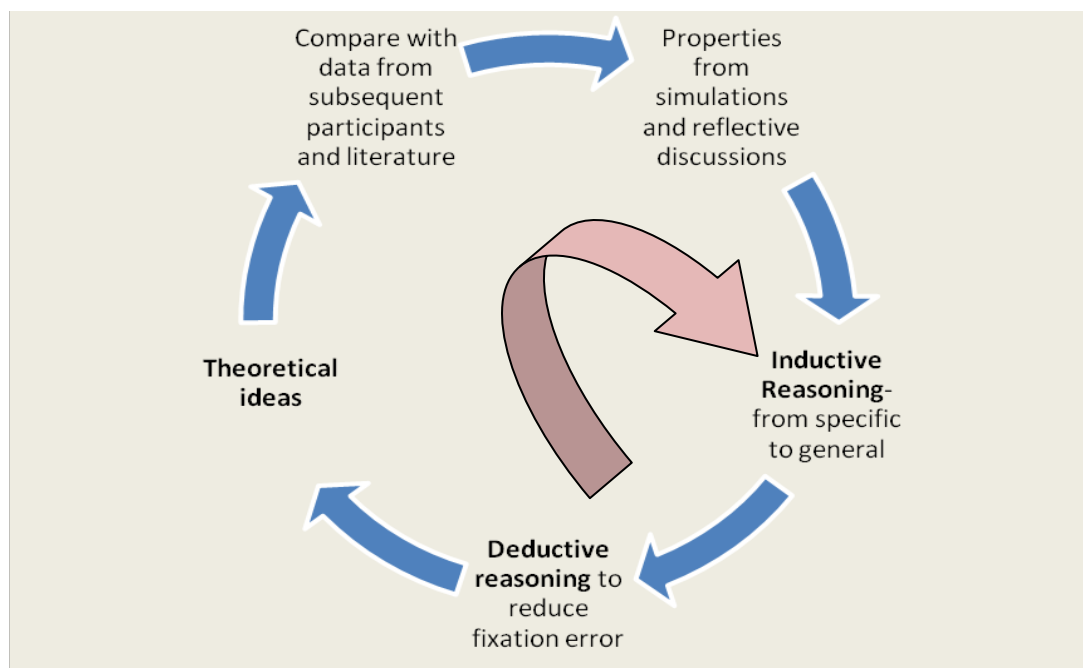 Compare with
data from
subsequent
participants
and literature
Properties
from
simulations
and reflective
discussions
Inductive
Reasoning-
from specific
to general
Deductive
reasoning to
reduce
fixation error
Theoretical
ideas